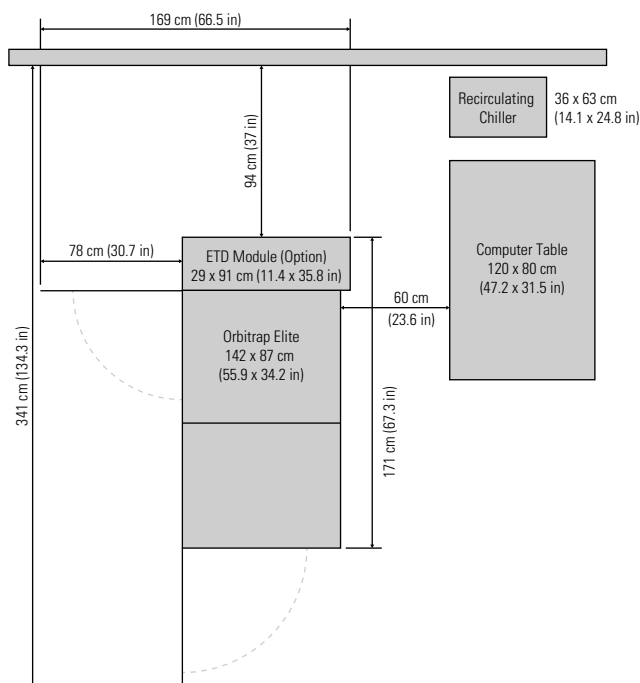 169 cm (66.5 in)
Recirculating
Chiller
36 x 63 cm
(14.1 x 24.8 in)
94 cm (37 in)
78 cm (30.7 in)
ETD Module (Option)
29 x 91 cm (11.4 x 35.8 in)
Computer Table
120 x 80 cm
(47.2 x 31.5 in)
60 cm
(23.6 in)
Orbitrap Elite
142 x 87 cm
(55.9 x 34.2 in)
341 cm (134.3 in)
171 cm (67.3 in)